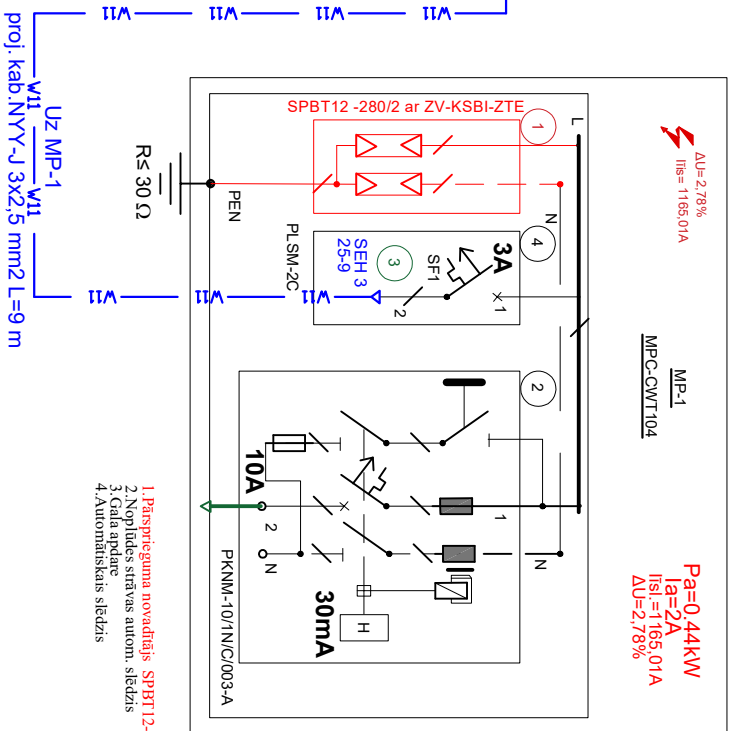 W11 W11 W11 W11
W11
W11
Uz MP-1
proj. kab.NYY-J 3x2,5 mm2 L=9 m
W11 W11 W11
R≤ 30 Ω
PEN
SPBT12 -280/2 ar ZV-KSBI-ZTE
1
L
N
4
3A
SF1
1
2
3
SEH 3
25-9
PLSM-2C
2
10A
2
1
N
N
30mA
H
PKNM-10/1N/C/003-A
ΔU=2,78%
Iīis= 1165,01A
MP-1
MPC-CWT104
Pa=0,44kW
Ia=2A
Iīsl.=1165,01A
ΔU=2,78%
1.Pārsprieguma novadītājs SPBT12-
2.Noplūdes strāvas autom. slēdzis
3.Gala apdare
4.Automātiskais slēdzis